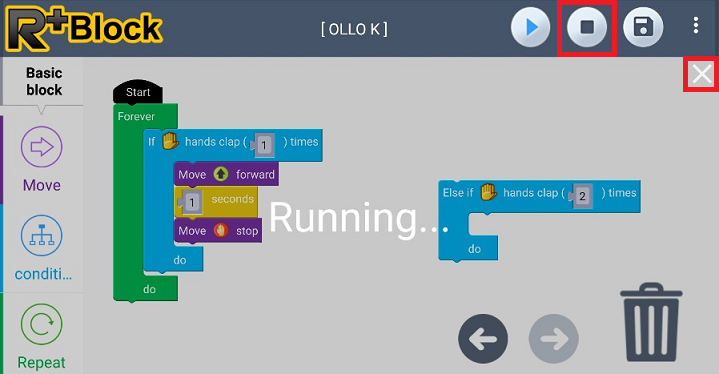 R+Block
[ OLLO K ]
Basic
block
Move
conditi...
Repeat
Start
Forever
If hands clap ( 1 ) times
Move forward
1 seconds
Move stop
do
do
Else if hands clap ( 2 ) times
do
Running...